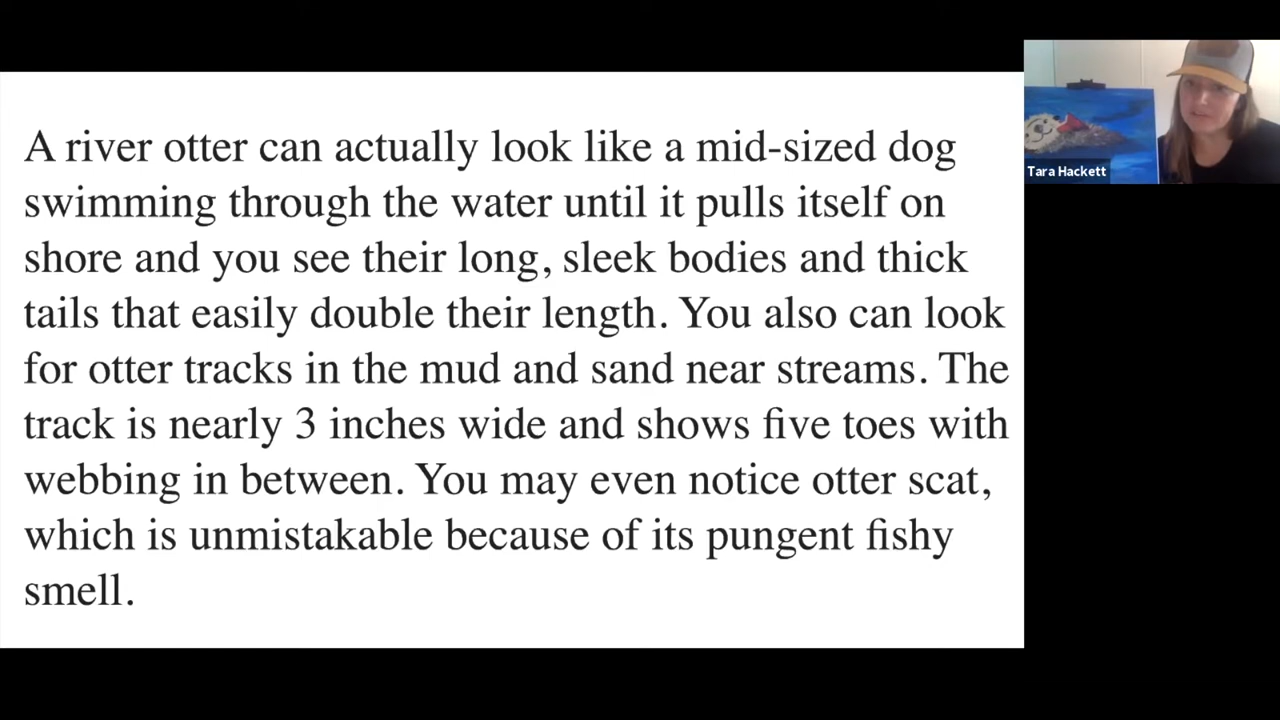 A river otter can actually look like a mid-sized dog
swimming through the water until it pulls itself on
shore and you see their long, sleek bodies and thick
tails that easily double their length. You also can look
for otter tracks in the mud and sand near streams. The
track is nearly 3 inches wide and shows five toes with
webbing in between. You may even notice otter scat,
which is unmistakable because of its pungent fishy
smell.
Tara Hackett